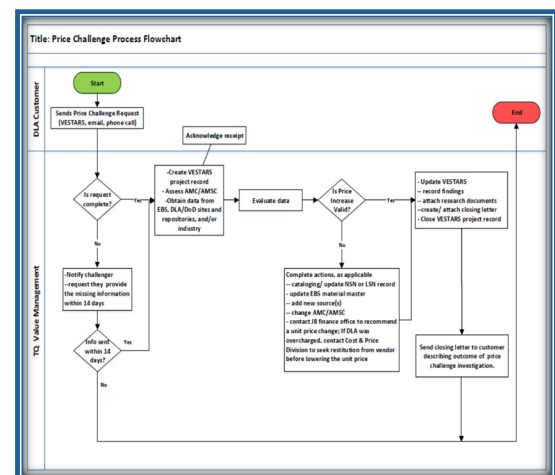 Title: Price Challenge Process Flowchart
DLA Customer
Start
Sends Price Challenge Request
(VESTARS, email, phone call)
End
Acknowledge receipt
TQ Value Management
Is request
complete?
Yes
No
-Create VESTARS
project record
- Assess AMC/AMSC
-Obtain data from
EBS, DLA/DoD sites and
repositories, and/or
industry
Evaluate data
Is Price
Increase
Valid?
Yes
No
- Update VESTARS
-- record findings
-- attach research documents
--create/ attach closing letter
- Close VESTARS project record
-Notify challenger
--request they provide
the missing information
within 14 days
Info sent
within 14
days?
Yes
No
Complete actions, as applicable
-- cataloging/ update NSN or LSN record
- update EBS material master
-- add new source(s)
-- change AMC/AMSC
- contact J8 finance office to recommend
a unit price change; If DLA was
overcharged, contact Cost & Price
Division to seek restitution from vendor
before lowering the unit price
Send closing letter to customer
describing outcome of price
challenge investigation.